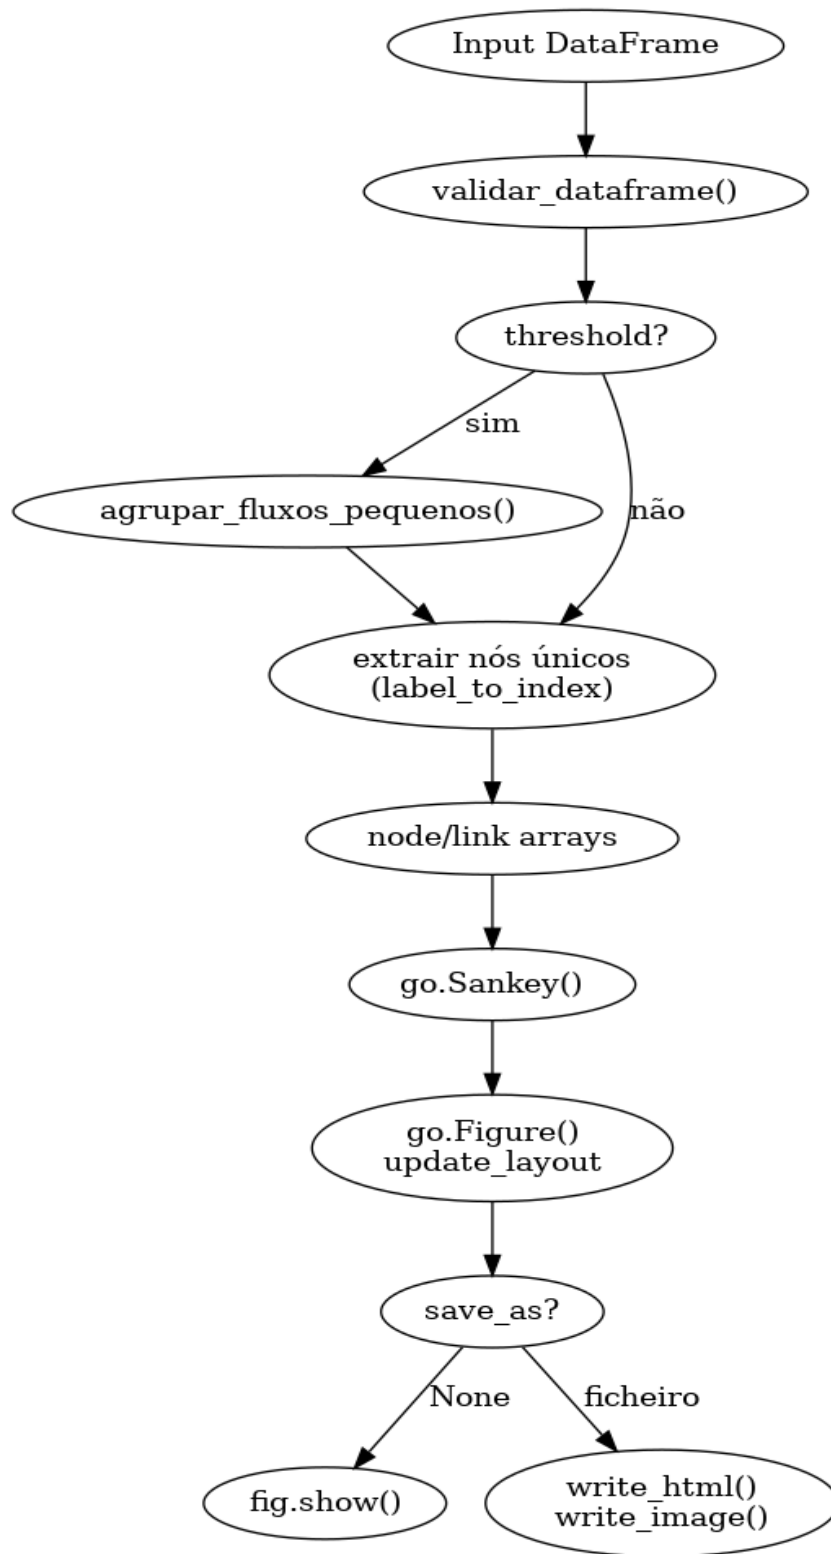 Input DataFrame
validar_dataframe()
threshold?
sim
agrupar_fluxos_pequenos()
não
extrair nós únicos
(label_to_index)
node/link arrays
go.Sankey()
go.Figure()
update_layout
save_as?
None
ficheiro
fig.show()
write_html()
write_image()